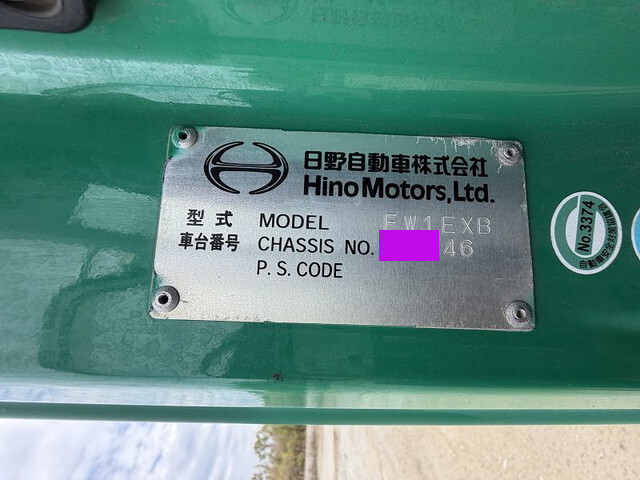 日野自動車株式会社
Hino Motors, Ltd.
型式 MODEL FW1EXB
車台番号 CHASSIS NO. 46
P. S. CODE
No.3374